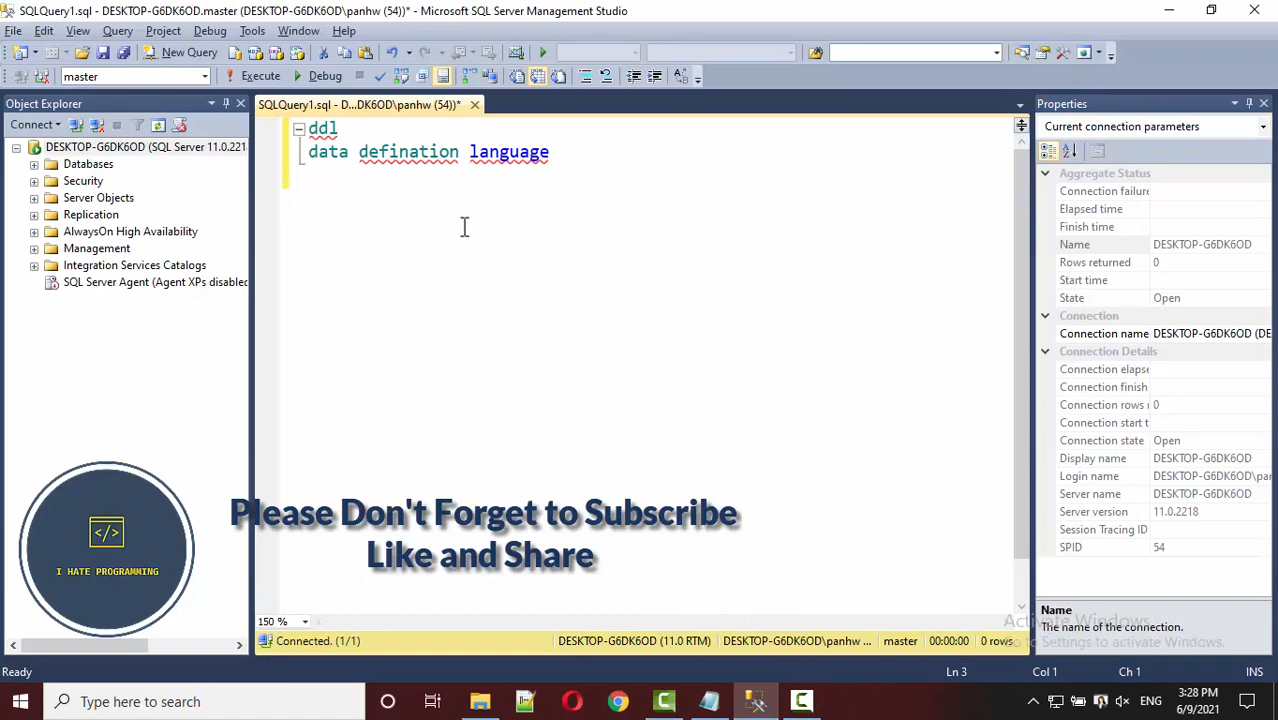 SQLQuery1.sql - DESKTOP-G6DK6OD.master (DESKTOP-G6DK6OD\panhw (54))* - Microsoft SQL Server Management Studio
File Edit View Query Project Debug Tools Window Help
New Query
master Execute Debug
Object Explorer
Connect
DESKTOP-G6DK6OD (SQL Server 11.0.221
Databases
Security
Server Objects
Replication
AlwaysOn High Availability
Management
Integration Services Catalogs
SQL Server Agent (Agent XPs disabled
SQLQuery1.sql - D...DK6OD\panhw (54))*
ddl
data defination language
Please Don't Forget to Subscribe
Like and Share
</>
I HATE PROGRAMMING
150 %
Connected. (1/1) DESKTOP-G6DK6OD (11.0 RTM) DESKTOP-G6DK6OD\panhw ... master 00:00:00 0 rows
Properties
Current connection parameters
Aggregate Status
Connection failure
Elapsed time
Finish time
Name DESKTOP-G6DK6OD
Rows returned 0
Start time
State Open
Connection
Connection name DESKTOP-G6DK6OD (DE
Connection Details
Connection elapse
Connection finish
Connection rows r 0
Connection start t
Connection state Open
Display name DESKTOP-G6DK6OD
Login name DESKTOP-G6DK6OD\pa
Server name DESKTOP-G6DK6OD
Server version 11.0.2218
Session Tracing ID
SPID 54
Name
The name of the connection.
Activate Windows
Go to Settings to activate Windows.
Ready Ln 3 Col 1 Ch 1 INS
Type here to search
ENG
3:28 PM
6/9/2021